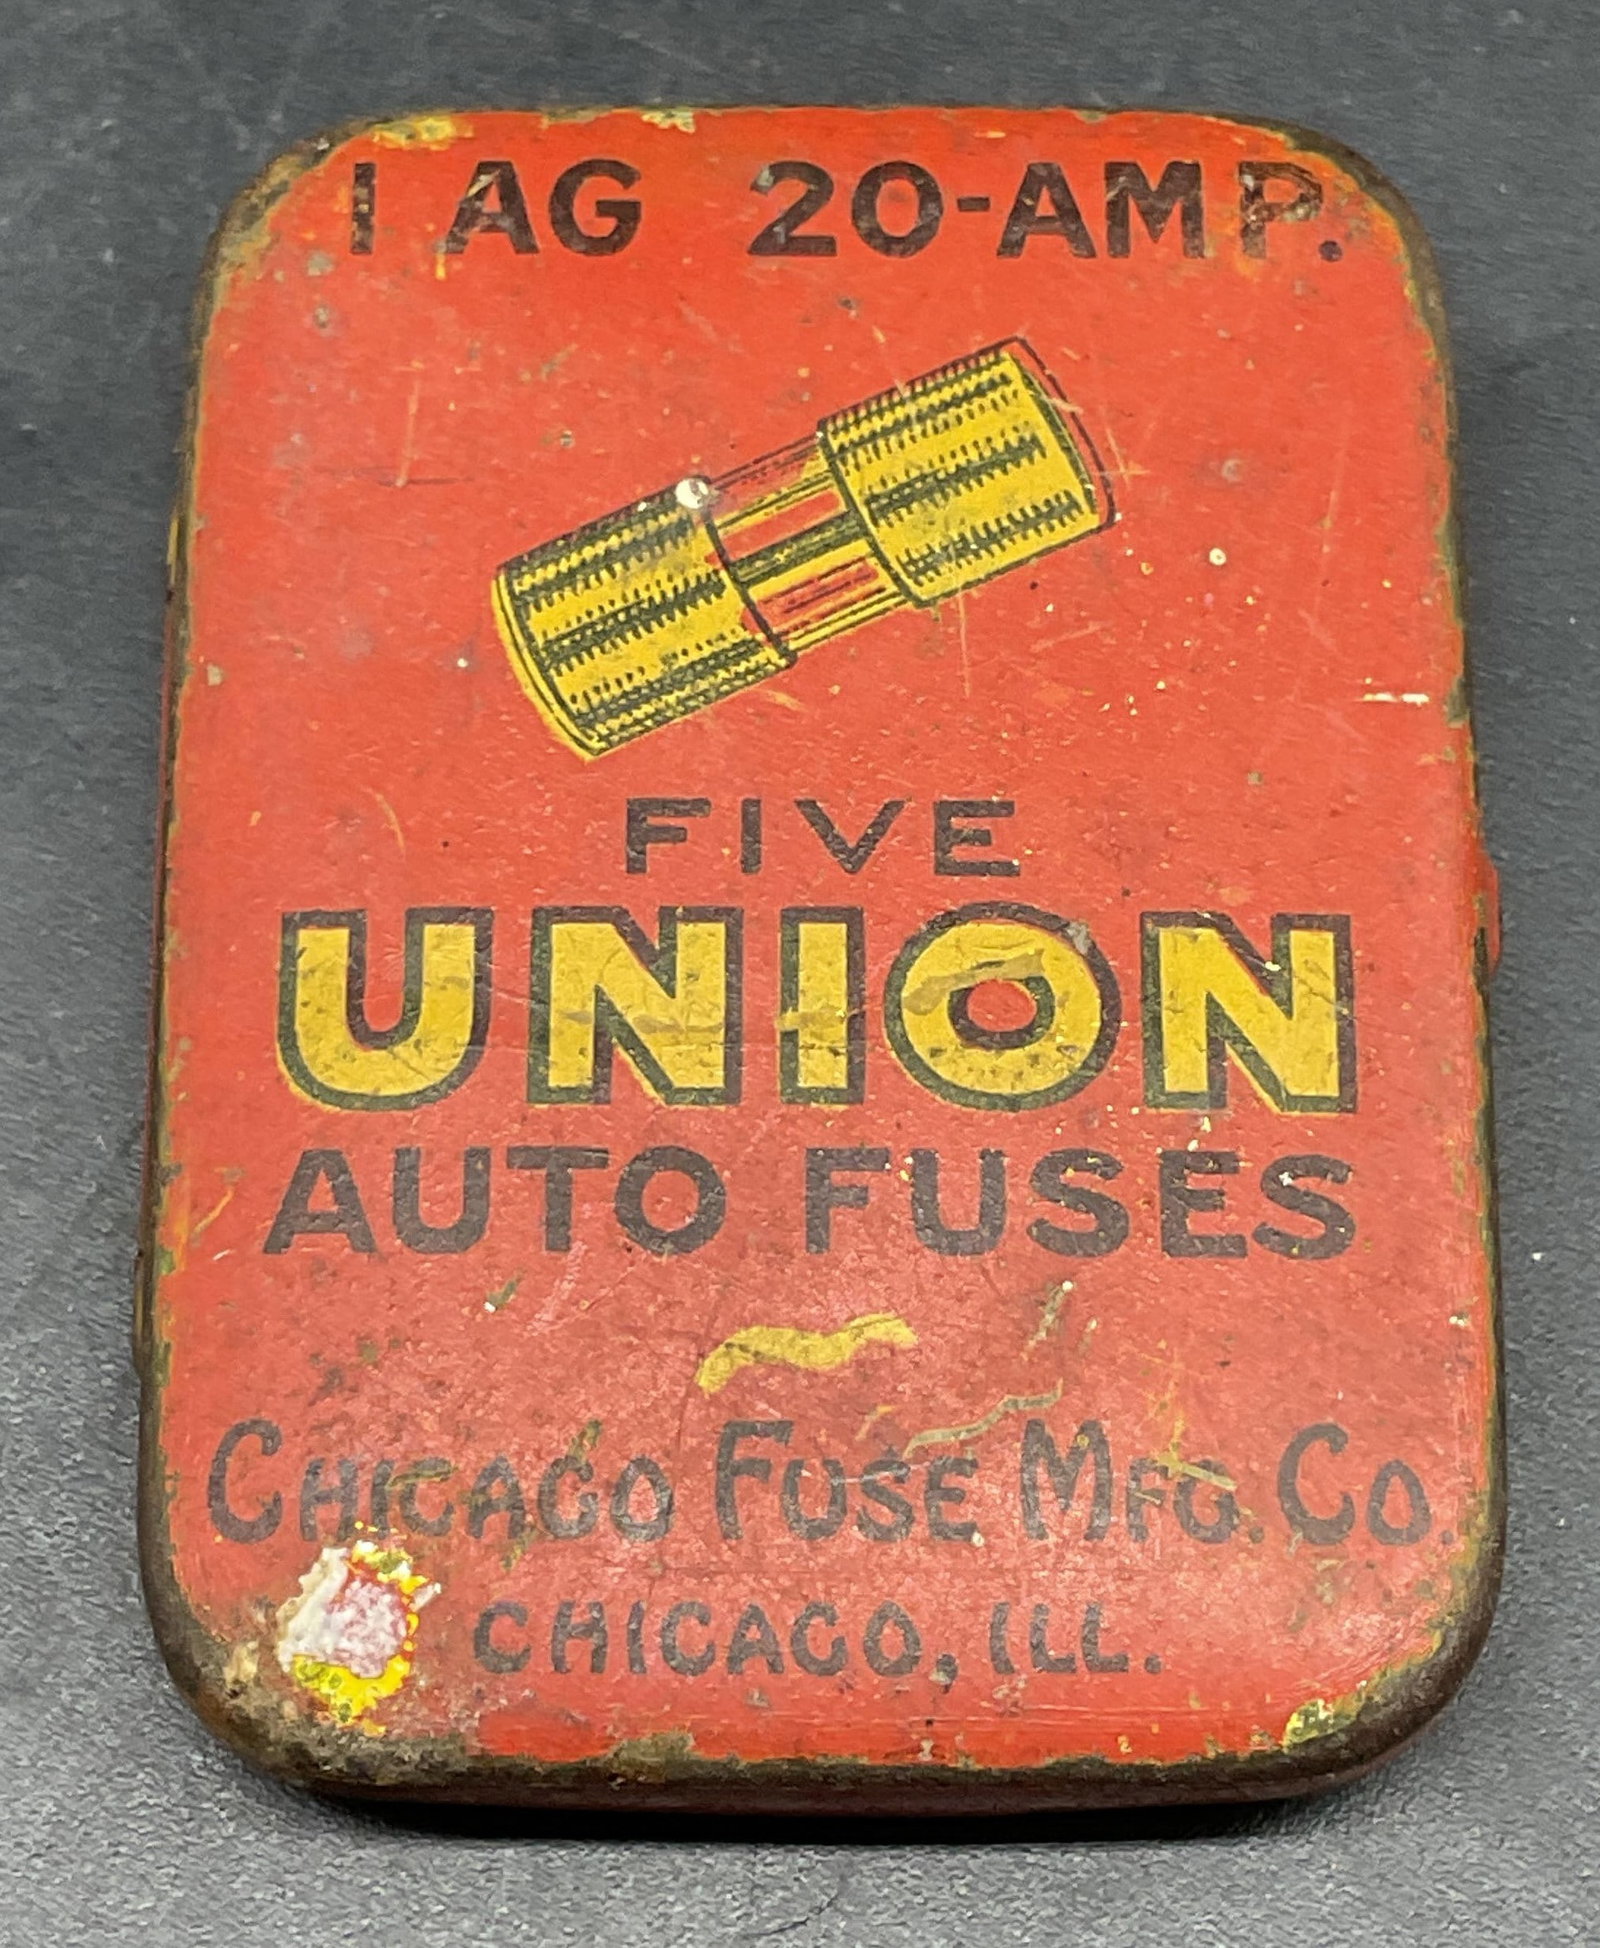 1 AG 20-AMP.
FIVE
UNION
AUTO FUSES
CHICAGO FUSE MFG. CO.
CHICAGO, ILL.